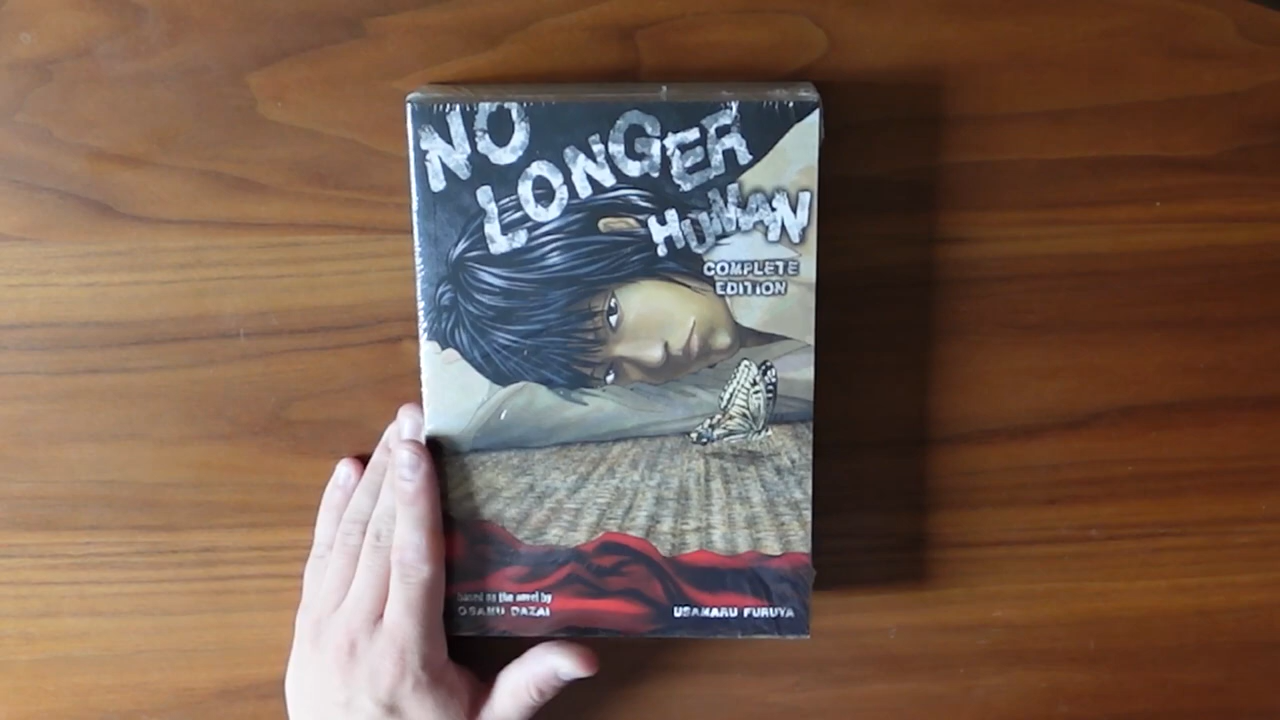 NO
LONGER
HUMAN
COMPLETE
EDITION
based on the novel by
OSAMU DAZAI
USAMARU FURUYA